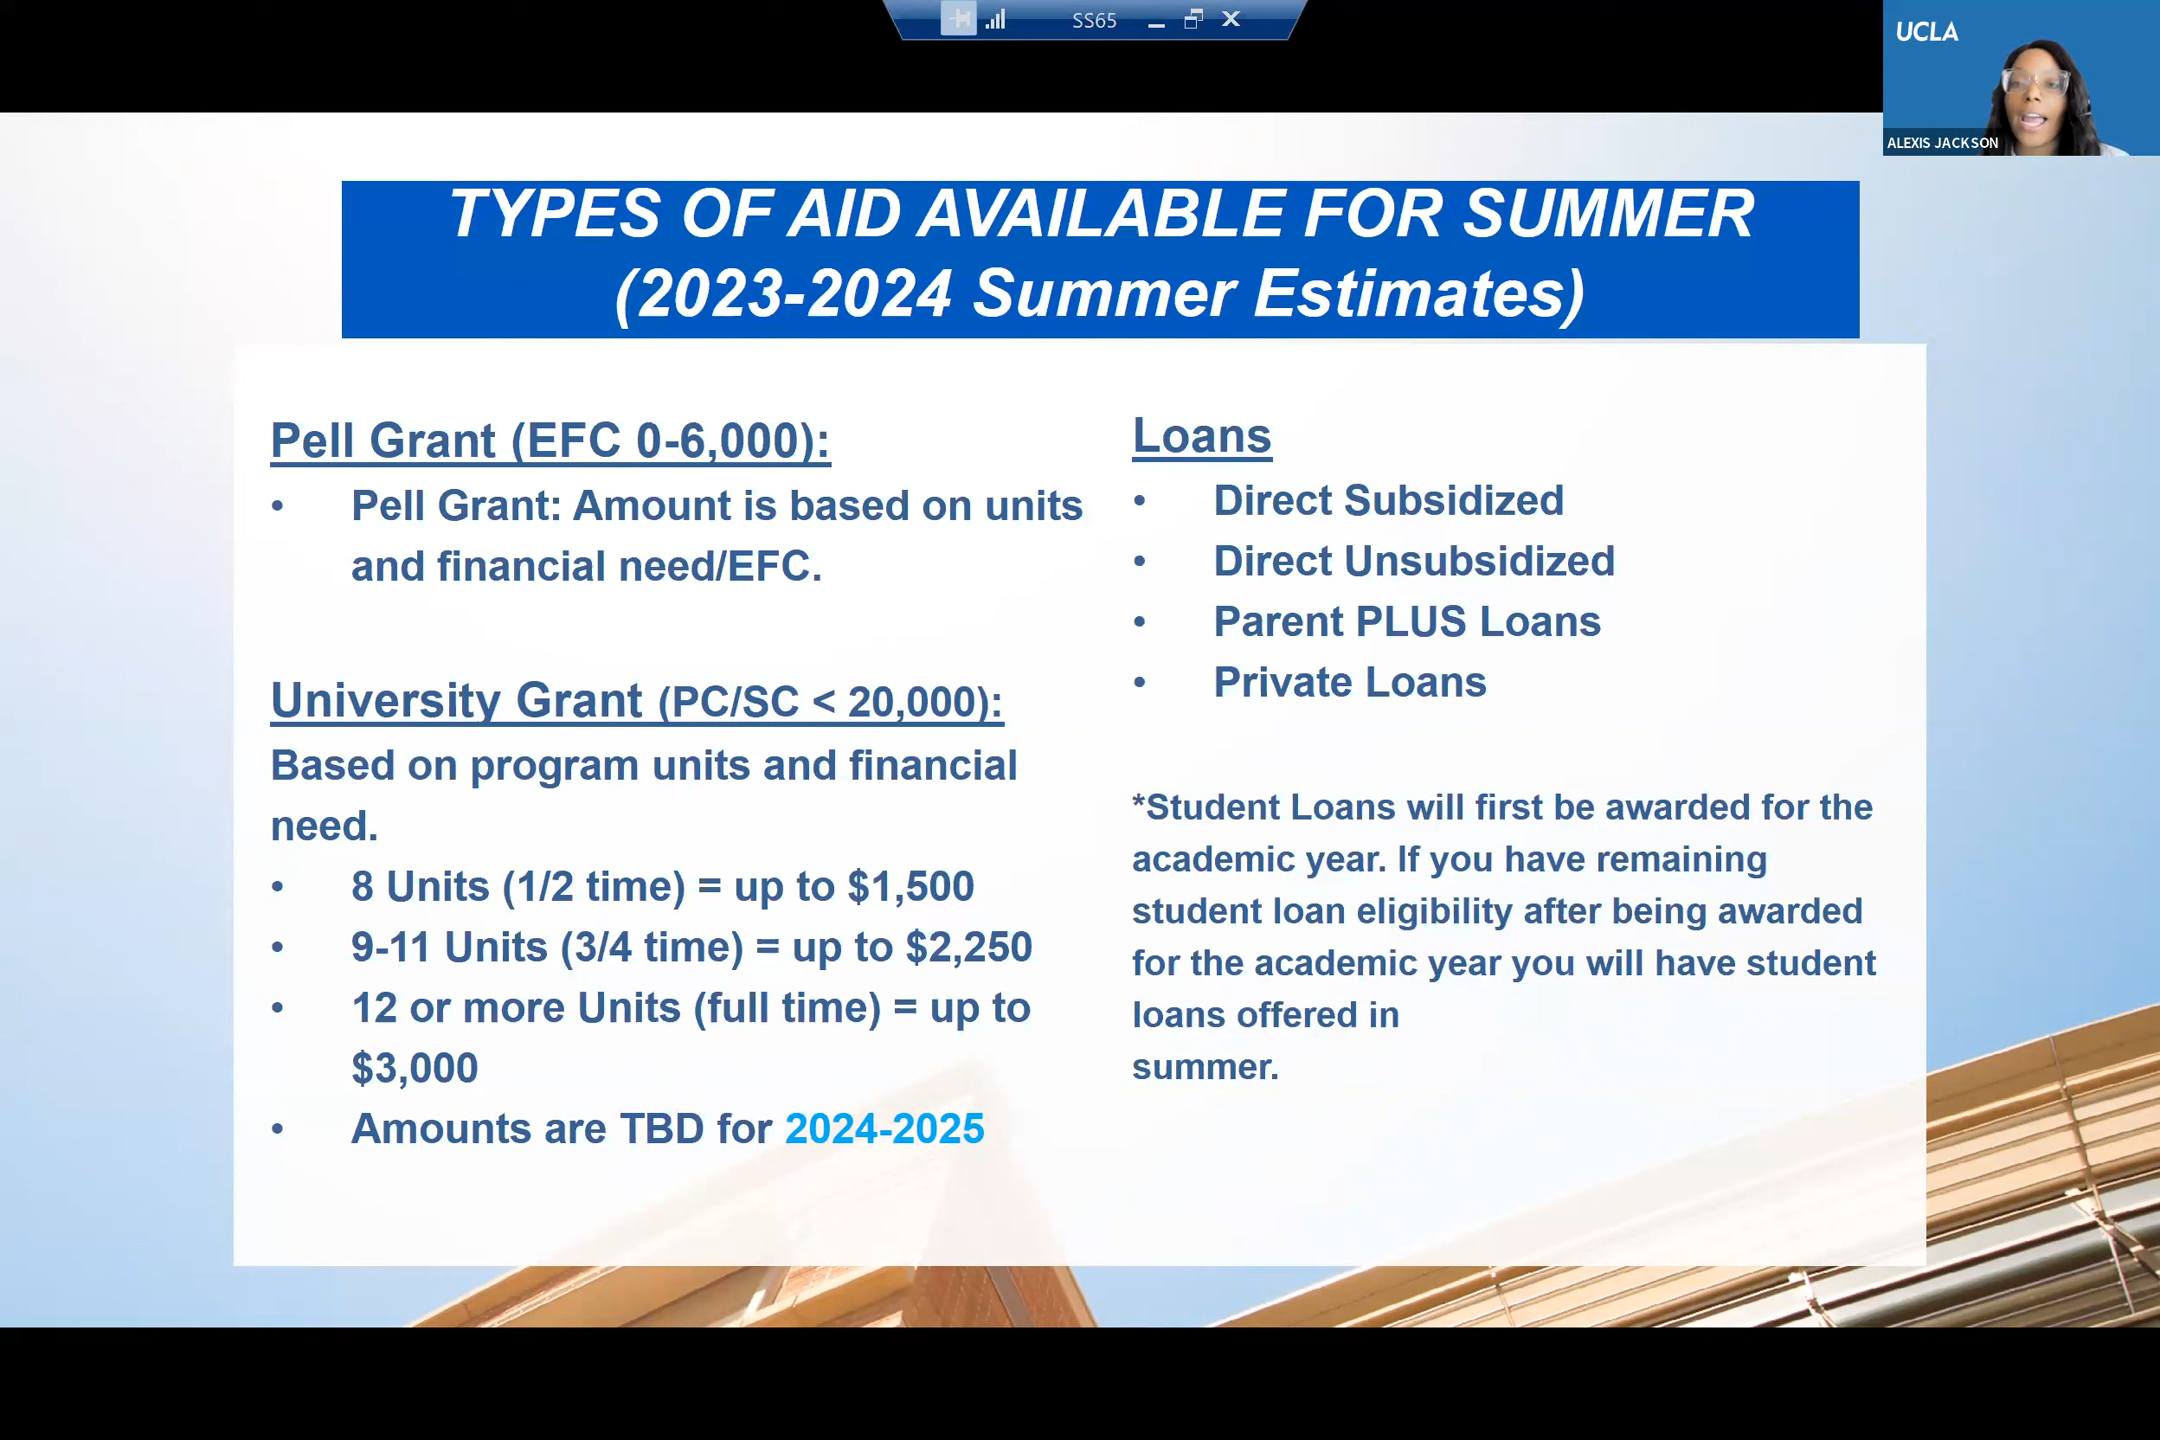 SS65
UCLA
ALEXIS JACKSON
TYPES OF AID AVAILABLE FOR SUMMER
(2023-2024 Summer Estimates)
Pell Grant (EFC 0-6,000):
• Pell Grant: Amount is based on units
and financial need/EFC.
University Grant (PC/SC < 20,000):
Based on program units and financial
need.
• 8 Units (1/2 time) = up to $1,500
• 9-11 Units (3/4 time) = up to $2,250
• 12 or more Units (full time) = up to
$3,000
• Amounts are TBD for 2024-2025
Loans
• Direct Subsidized
• Direct Unsubsidized
• Parent PLUS Loans
• Private Loans
*Student Loans will first be awarded for the
academic year. If you have remaining
student loan eligibility after being awarded
for the academic year you will have student
loans offered in
summer.